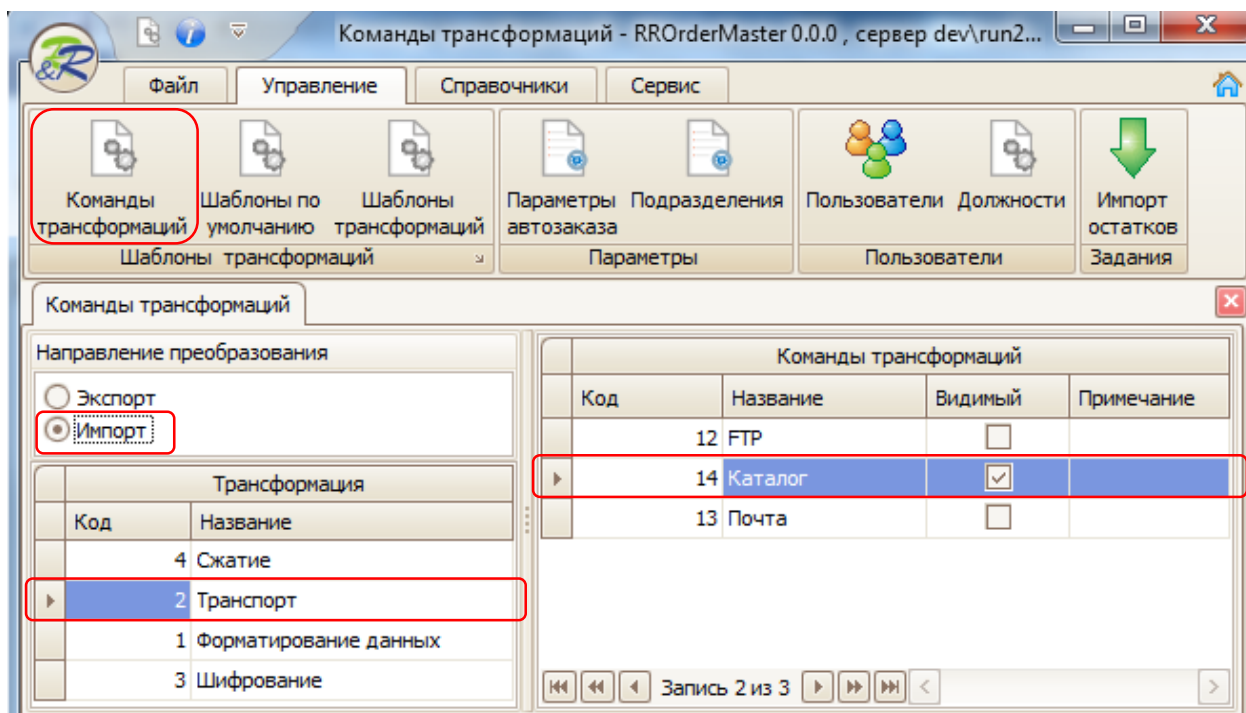 Команды трансформаций - RROrderMaster 0.0.0 , сервер dev\run2...
&R
Файл Управление Справочники Сервис
Команды трансформаций
Шаблоны по умолчанию
Шаблоны трансформаций
Параметры автозаказа
Подразделения
Пользователи
Должности
Импорт остатков
Шаблоны трансформаций Параметры Пользователи Задания
Команды трансформаций
Направление преобразования
Экспорт
Импорт
Трансформация
Код Название
4 Сжатие
2 Транспорт
1 Форматирование данных
3 Шифрование
Команды трансформаций
Код Название Видимый Примечание
12 FTP
14 Каталог
13 Почта
Запись 2 из 3